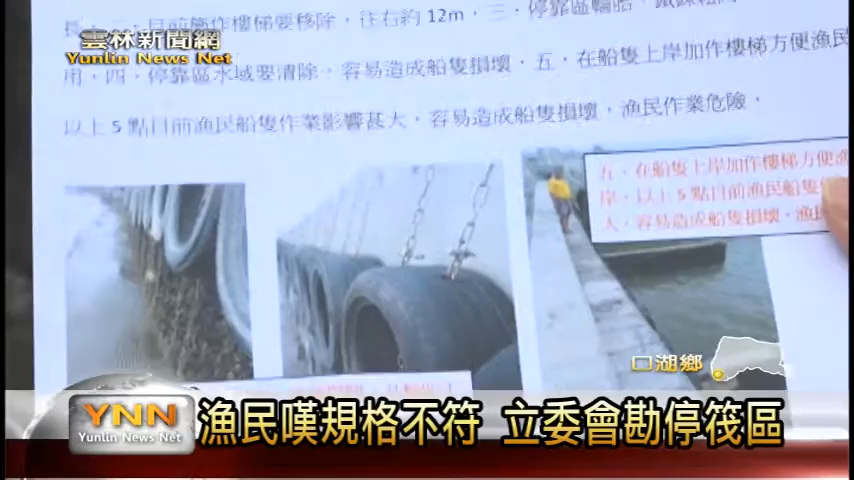 長，二．目前施作樓梯要移除，往右約 12m，三．停靠區輪胎，鐵鍊
雲林新聞網
Yunlin News Net
用，四．停靠區水域要清除，容易造成船隻損壞．五．在船隻上岸加作樓梯方便漁民
以上 5 點目前漁民船隻作業影響甚大，容易造成船隻損壞，漁民作業危險．
五．在船隻上岸加作樓梯方便漁
岸，以上 5 點目前漁民船隻作
大，容易造成船隻損壞，漁
口湖鄉
YNN
Yunlin News Net
漁民嘆規格不符 立委會勘停筏區